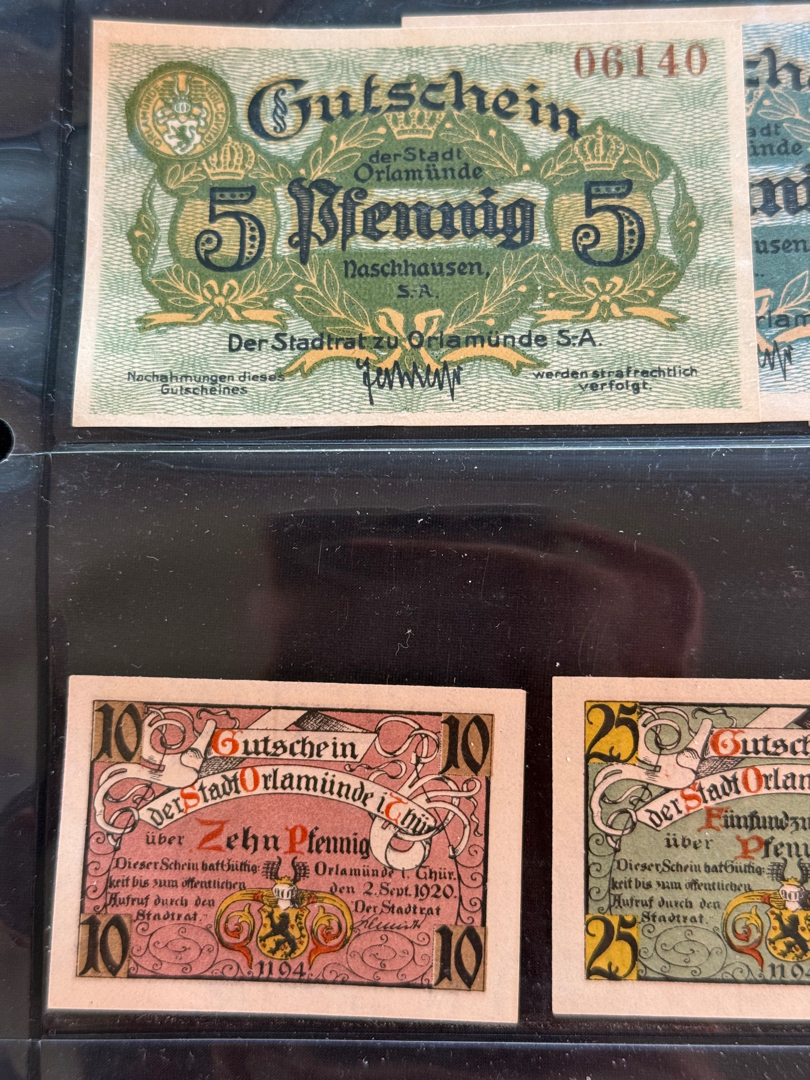 06140
Gutschein
der Stadt
Orlamünde
5 Pfennig 5
Naschhausen,
S.-A.
Der Stadtrat zu Orlamünde S.-A.
Nachahmungen dieses
Gutscheines
werden strafrechtlich
verfolgt.
10 10
Gutschein
der Stadt Orlamünde i. Thür.
über Zehn Pfennig
Dieser Schein hat Gültig-
keit bis zum öffentlichen
Aufruf durch den
Stadtrat.
Orlamünde i. Thür.
den 2. Sept. 1920.
Der Stadtrat
10 1194. 10
25
der Stadt
über
Dieser Schein hat Gültig-
keit bis zum öffentlichen
Aufruf durch den
Stadtrat.
25